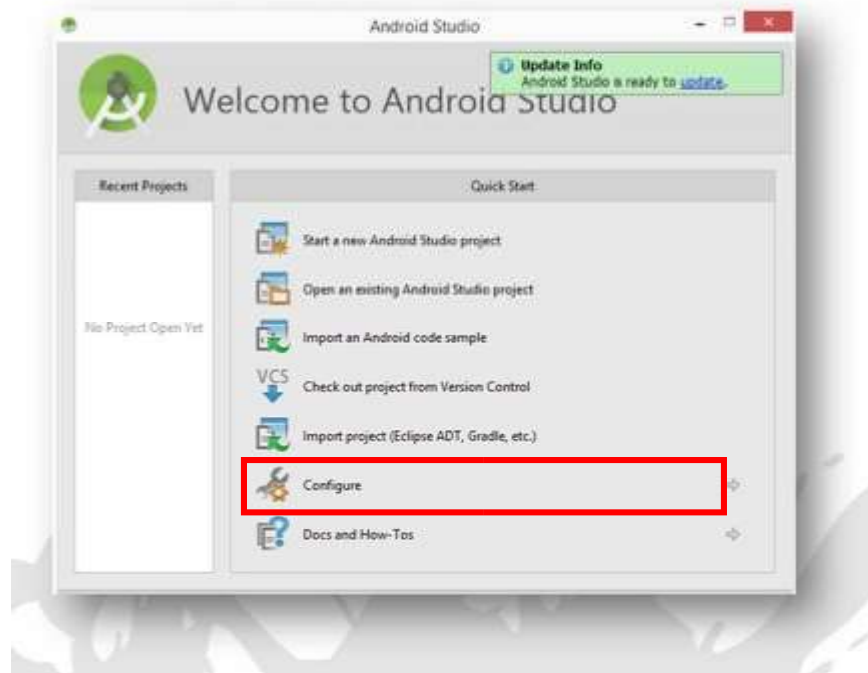 Android Studio
Update Info
Android Studio is ready to update.
Welcome to Android Studio
Recent Projects
Quick Start
Start a new Android Studio project
Open an existing Android Studio project
No Project Open Yet
Import an Android code sample
VCS
Check out project from Version Control
Import project (Eclipse ADT, Gradle, etc.)
Configure
Docs and How-Tos